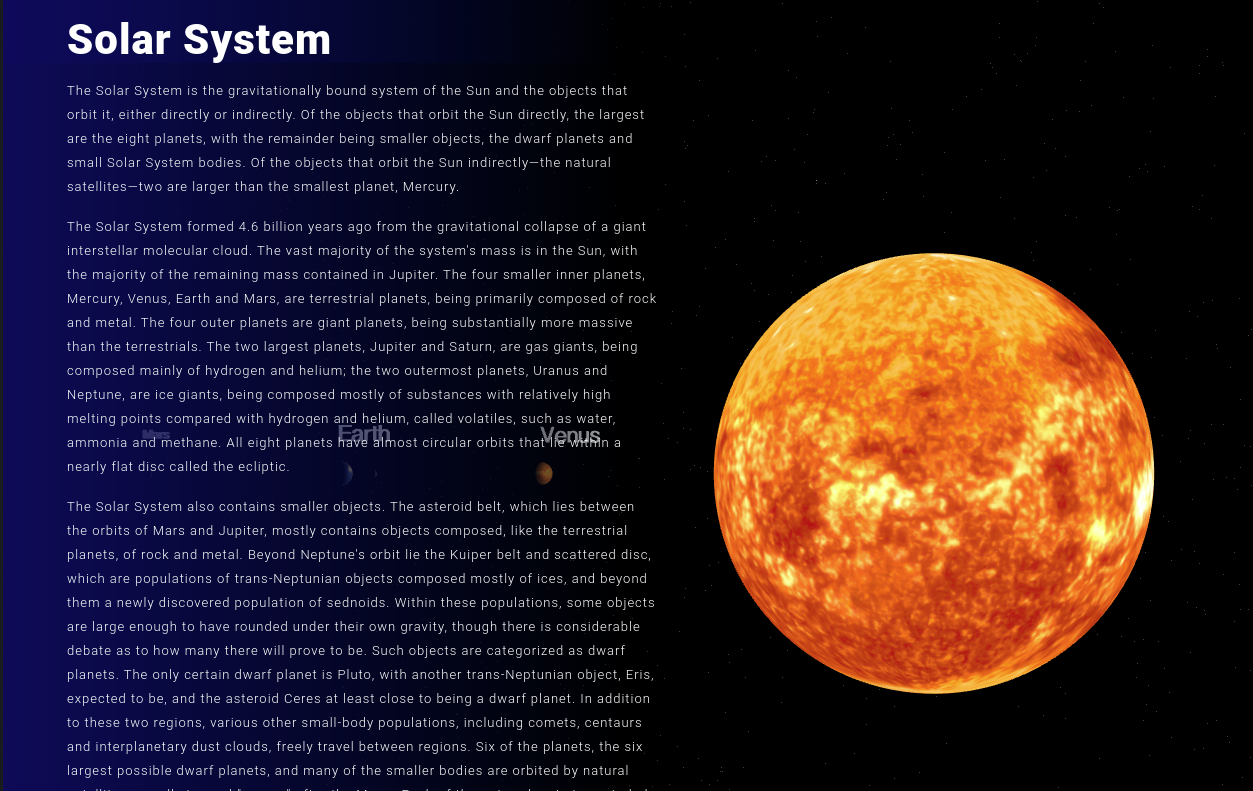 Solar System
The Solar System is the gravitationally bound system of the Sun and the objects that
orbit it, either directly or indirectly. Of the objects that orbit the Sun directly, the largest
are the eight planets, with the remainder being smaller objects, the dwarf planets and
small Solar System bodies. Of the objects that orbit the Sun indirectly—the natural
satellites—two are larger than the smallest planet, Mercury.
The Solar System formed 4.6 billion years ago from the gravitational collapse of a giant
interstellar molecular cloud. The vast majority of the system's mass is in the Sun, with
the majority of the remaining mass contained in Jupiter. The four smaller inner planets,
Mercury, Venus, Earth and Mars, are terrestrial planets, being primarily composed of rock
and metal. The four outer planets are giant planets, being substantially more massive
than the terrestrials. The two largest planets, Jupiter and Saturn, are gas giants, being
composed mainly of hydrogen and helium; the two outermost planets, Uranus and
Neptune, are ice giants, being composed mostly of substances with relatively high
melting points compared with hydrogen and helium, called volatiles, such as water,
Mars Earth Venus
ammonia and methane. All eight planets have almost circular orbits that lie within a
nearly flat disc called the ecliptic.
The Solar System also contains smaller objects. The asteroid belt, which lies between
the orbits of Mars and Jupiter, mostly contains objects composed, like the terrestrial
planets, of rock and metal. Beyond Neptune's orbit lie the Kuiper belt and scattered disc,
which are populations of trans-Neptunian objects composed mostly of ices, and beyond
them a newly discovered population of sednoids. Within these populations, some objects
are large enough to have rounded under their own gravity, though there is considerable
debate as to how many there will prove to be. Such objects are categorized as dwarf
planets. The only certain dwarf planet is Pluto, with another trans-Neptunian object, Eris,
expected to be, and the asteroid Ceres at least close to being a dwarf planet. In addition
to these two regions, various other small-body populations, including comets, centaurs
and interplanetary dust clouds, freely travel between regions. Six of the planets, the six
largest possible dwarf planets, and many of the smaller bodies are orbited by natural